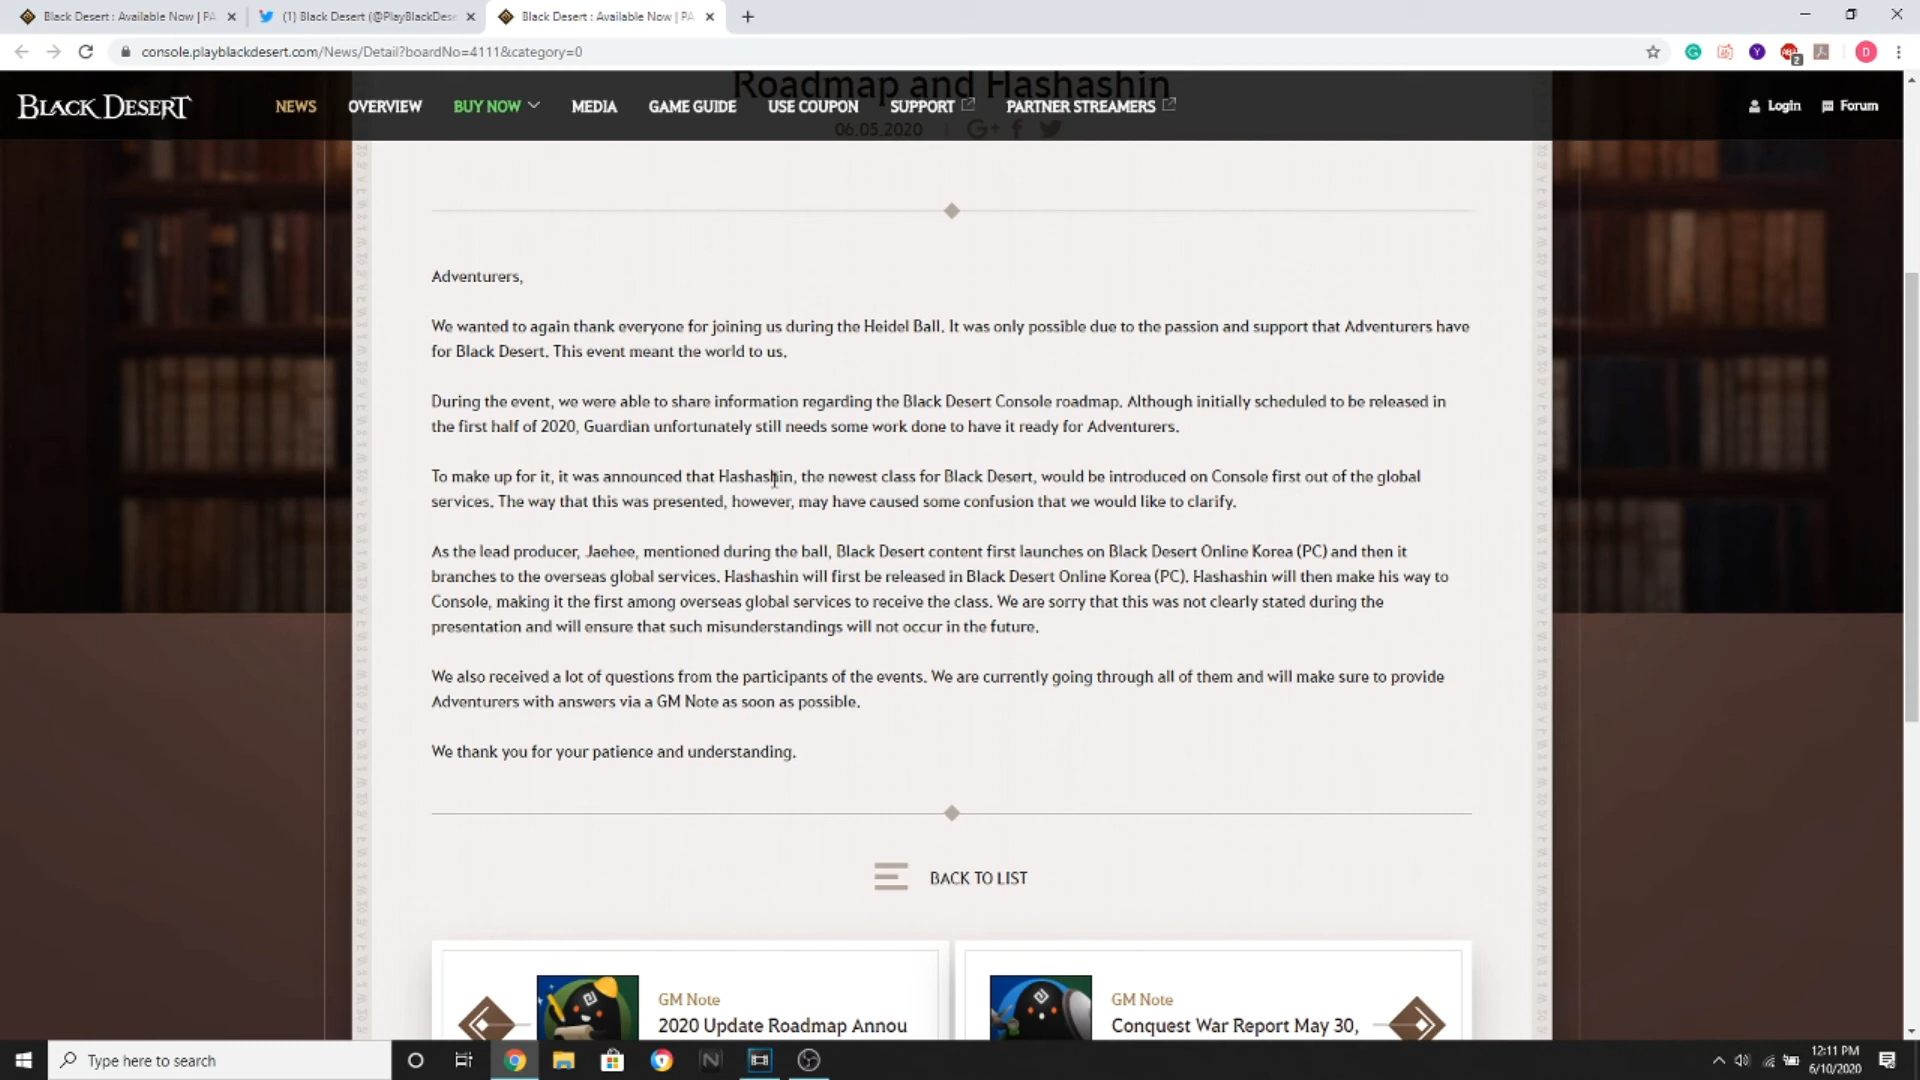 Black Desert : Available Now | PA
(1) Black Desert (@PlayBlackDese
Black Desert : Available Now | PA
console.playblackdesert.com/News/Detail?boardNo=4111&category=0
Roadmap and Hashashin
BLACK DESERT
NEWS
OVERVIEW
BUY NOW
MEDIA
GAME GUIDE
USE COUPON
SUPPORT
PARTNER STREAMERS
Login
Forum
06.05.2020
Adventurers,
We wanted to again thank everyone for joining us during the Heidel Ball. It was only possible due to the passion and support that Adventurers have
for Black Desert. This event meant the world to us.
During the event, we were able to share information regarding the Black Desert Console roadmap. Although initially scheduled to be released in
the first half of 2020, Guardian unfortunately still needs some work done to have it ready for Adventurers.
To make up for it, it was announced that Hashashin, the newest class for Black Desert, would be introduced on Console first out of the global
services. The way that this was presented, however, may have caused some confusion that we would like to clarify.
As the lead producer, Jaehee, mentioned during the ball, Black Desert content first launches on Black Desert Online Korea (PC) and then it
branches to the overseas global services. Hashashin will first be released in Black Desert Online Korea (PC). Hashashin will then make his way to
Console, making it the first among overseas global services to receive the class. We are sorry that this was not clearly stated during the
presentation and will ensure that such misunderstandings will not occur in the future.
We also received a lot of questions from the participants of the events. We are currently going through all of them and will make sure to provide
Adventurers with answers via a GM Note as soon as possible.
We thank you for your patience and understanding.
BACK TO LIST
GM Note
2020 Update Roadmap Annou
GM Note
Conquest War Report May 30,
Type here to search
12:11 PM
6/10/2020